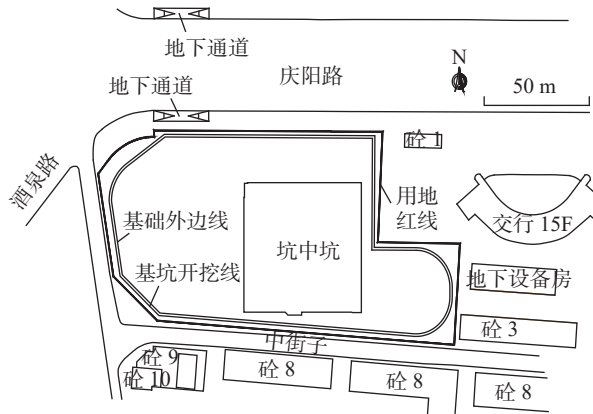 地下通道
庆阳路
N
50 m
地下通道
砼 1
酒泉路
用地
红线
基础外边线
坑中坑
交行 15F
基坑开挖线
地下设备房
砼 3
中街子
砼 9
砼 10
砼 8
砼 8
砼 8